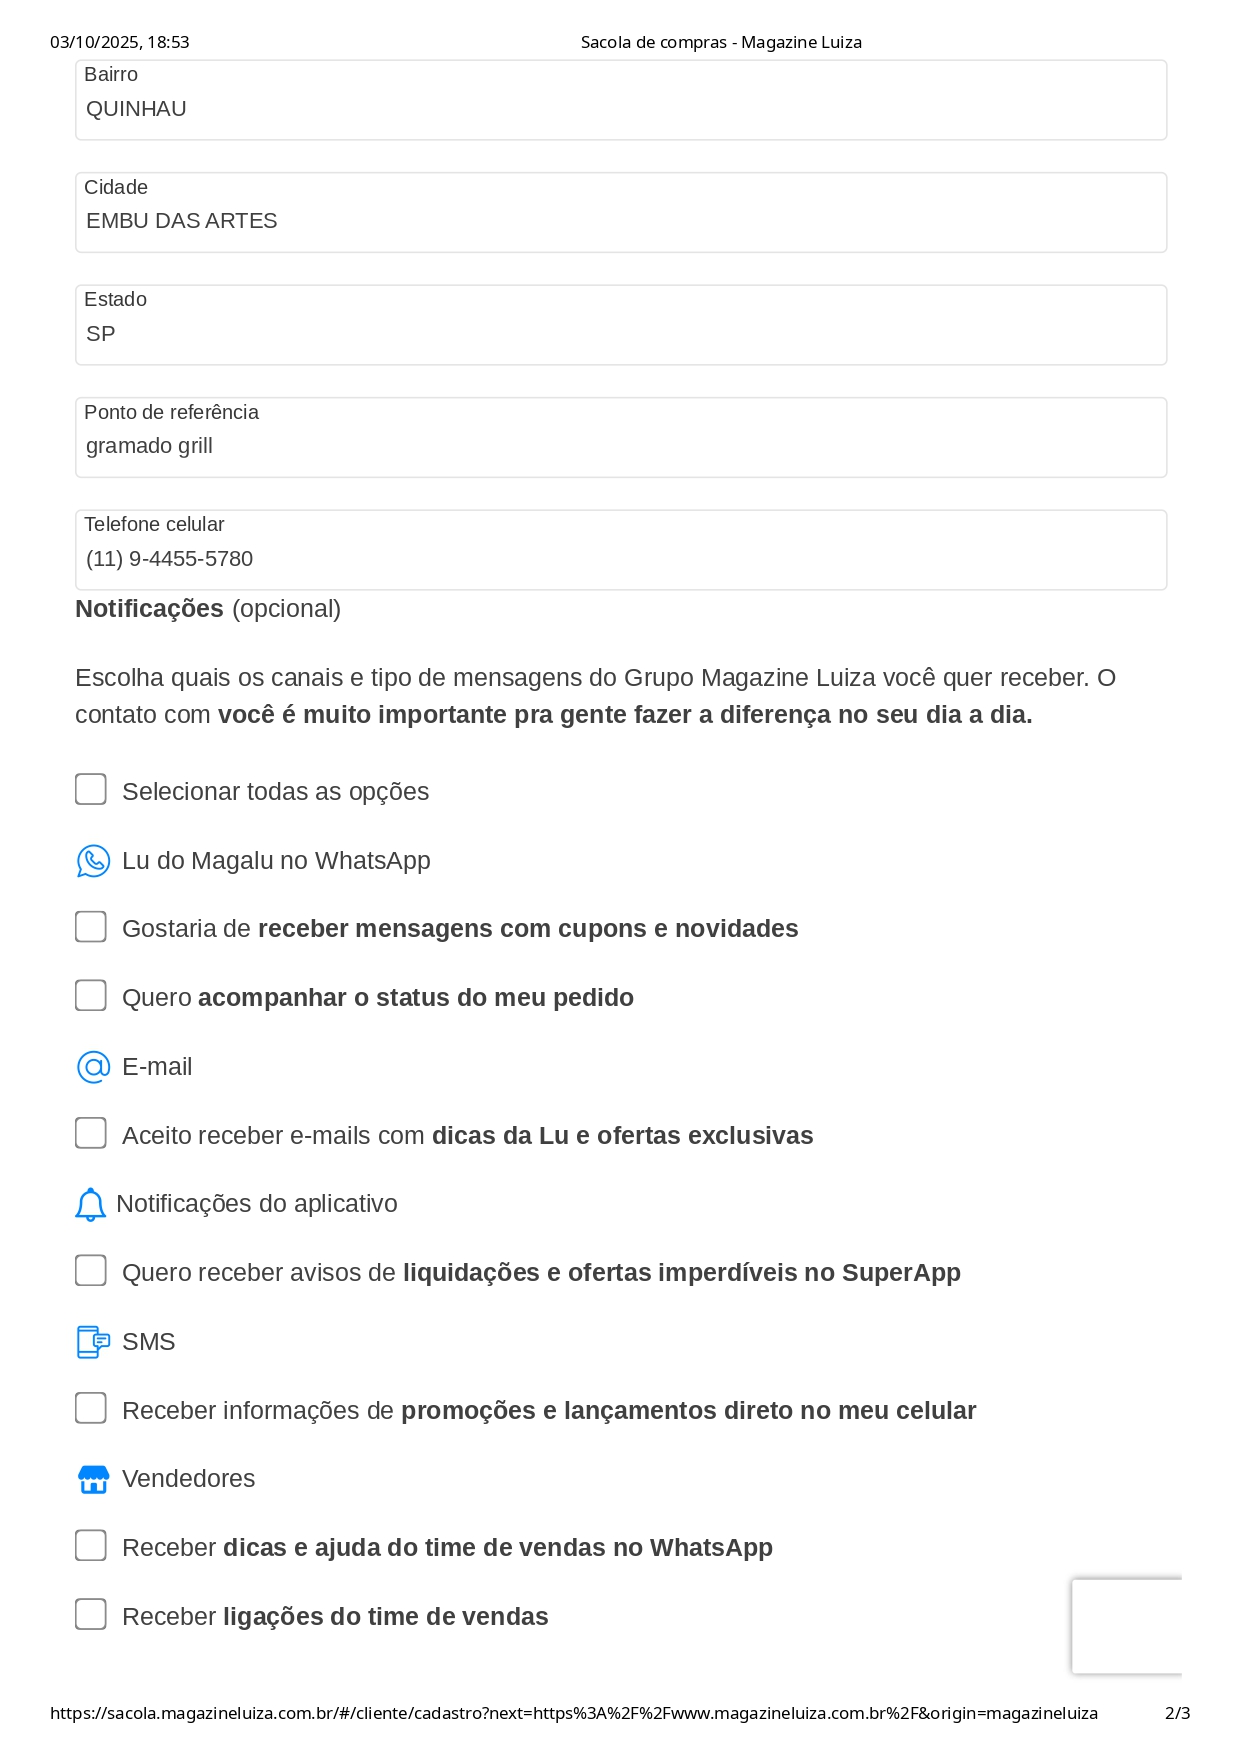 03/10/2025, 18:53 Sacola de compras - Magazine Luiza
Bairro
QUINHAU
Cidade
EMBU DAS ARTES
Estado
SP
Ponto de referência
gramado grill
Telefone celular
(11) 9-4455-5780
Notificações (opcional)
Escolha quais os canais e tipo de mensagens do Grupo Magazine Luiza você quer receber. O
contato com você é muito importante pra gente fazer a diferença no seu dia a dia.
Selecionar todas as opções
Lu do Magalu no WhatsApp
Gostaria de receber mensagens com cupons e novidades
Quero acompanhar o status do meu pedido
E-mail
Aceito receber e-mails com dicas da Lu e ofertas exclusivas
Notificações do aplicativo
Quero receber avisos de liquidações e ofertas imperdíveis no SuperApp
SMS
Receber informações de promoções e lançamentos direto no meu celular
Vendedores
Receber dicas e ajuda do time de vendas no WhatsApp
Receber ligações do time de vendas
https://sacola.magazineluiza.com.br/#/cliente/cadastro?next=https%3A%2F%2Fwww.magazineluiza.com.br%2F&origin=magazineluiza 2/3